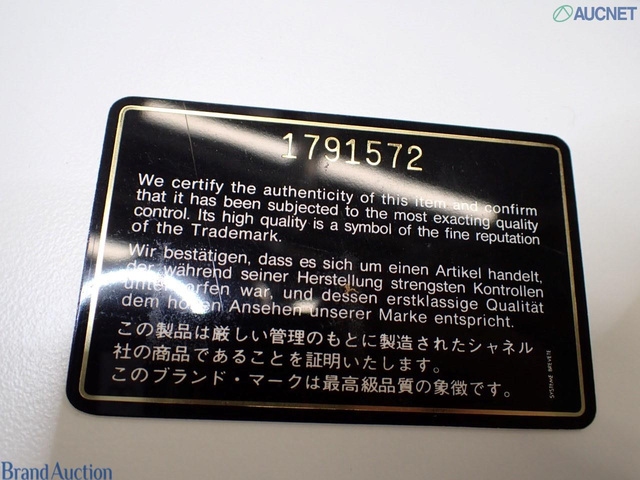 AUCNET
1791572
We certify the authenticity of this item and confirm
that it has been subjected to the most exacting quality
control. Its high quality is a symbol of the fine reputation
of the Trademark.
Wir bestätigen, dass es sich um einen Artikel handelt,
der während seiner Herstellung strengsten Kontrollen
unterworfen war, und dessen erstklassige Qualität
dem hohen Ansehen unserer Marke entspricht.
この製品は厳しい管理のもとに製造されたシャネル
社の商品であることを証明いたします。
このブランド・マークは最高級品質の象徴です。
SYSTEME BREVETE
Brand Auction